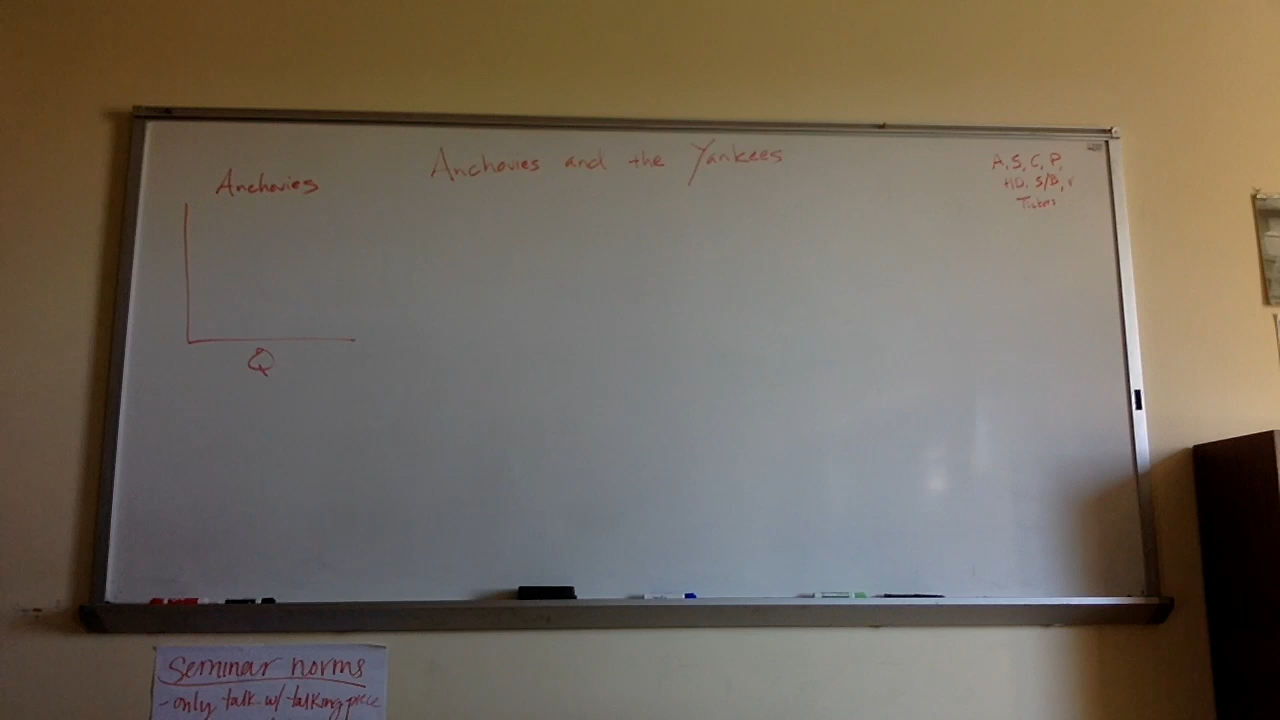 Anchovies and the Yankees
Anchovies
Q
A, S, C, P,
HD, S/B,
Tickets
Seminar norms
- only talk w/ talking piece